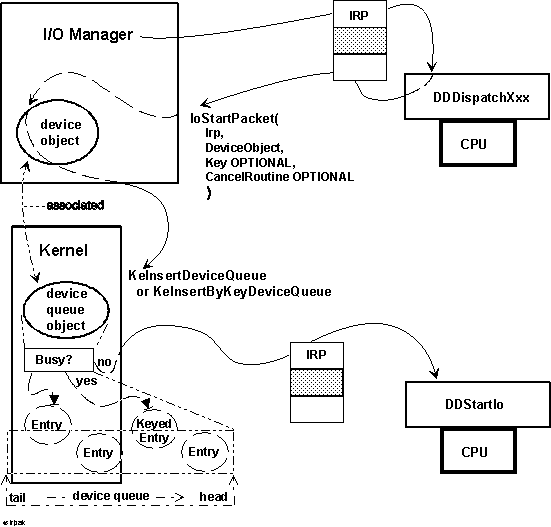 I/O Manager
IRP
DDDispatchXxx
CPU
IoStartPacket(
Irp,
DeviceObject,
Key OPTIONAL,
CancelRoutine OPTIONAL
)
device
object
associated
Kernel
KeInsertDeviceQueue
or KeInsertByKeyDeviceQueue
device
queue
object
Busy?
no
yes
IRP
DDStartIo
CPU
Entry
Keyed
Entry
Entry
Entry
tail
device queue
head